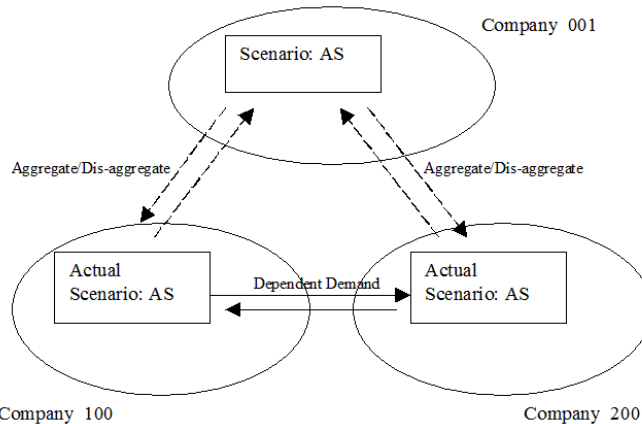 Company 001
Scenario: AS
Aggregate/Dis-aggregate
Aggregate/Dis-aggregate
Actual
Scenario: AS
Dependent Demand
Actual
Scenario: AS
Company 100
Company 200